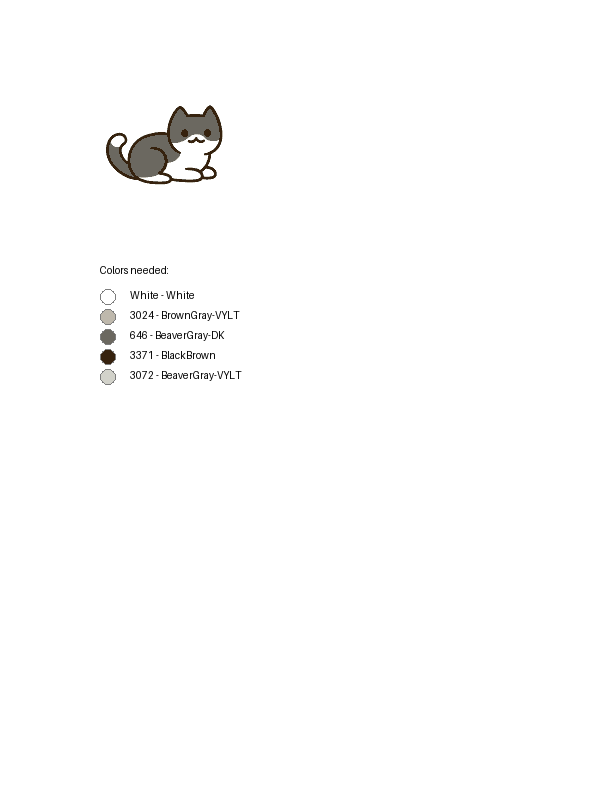 Colors needed:
White - White
3024 - BrownGray-VYLT
646 - BeaverGray-DK
3371 - BlackBrown
3072 - BeaverGray-VYLT